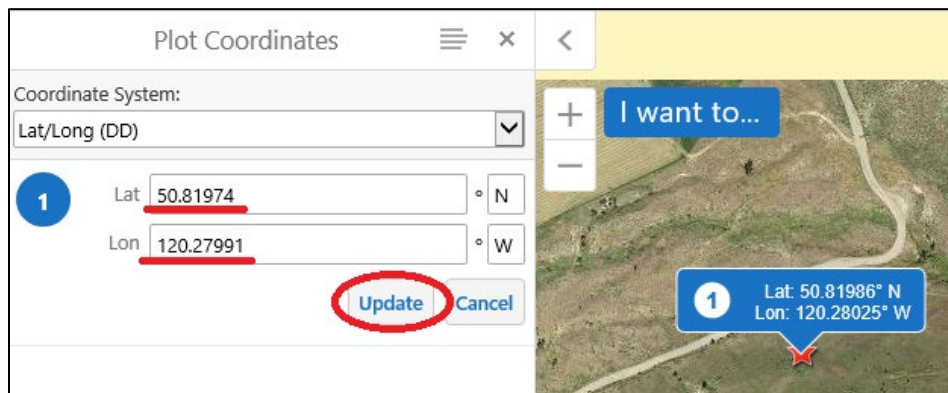 Plot Coordinates
Coordinate System:
Lat/Long (DD)
1
Lat 50.81974 ° N
Lon 120.27991 ° W
Update Cancel
I want to...
1
Lat: 50.81986° N
Lon: 120.28025° W